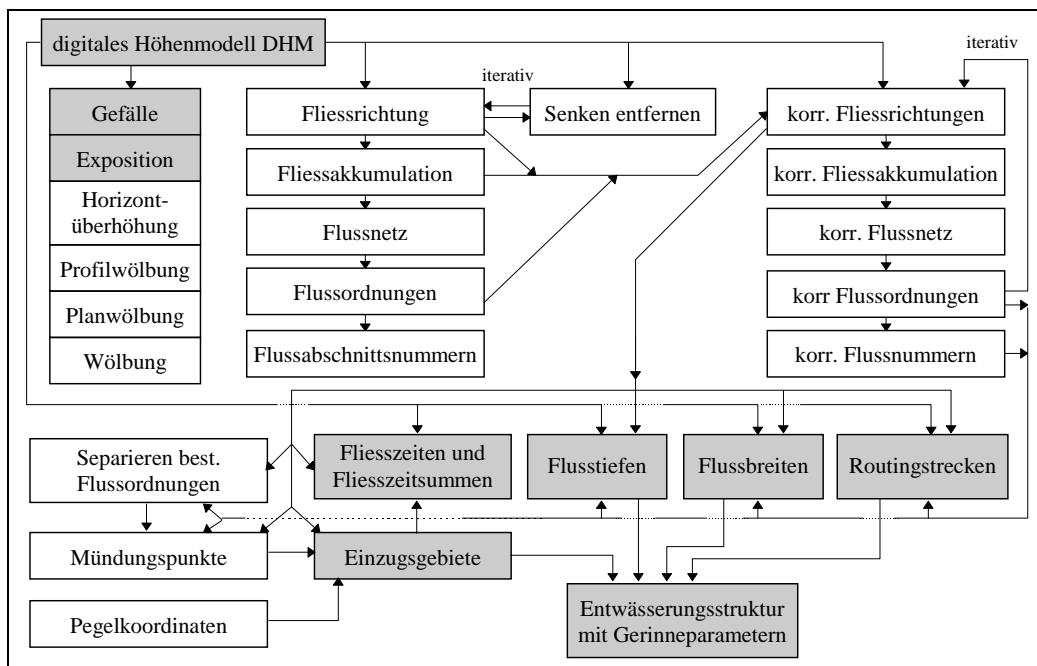 digitales Höhenmodell DHM
iterativ
iterativ
Gefälle
Exposition
Horizont-
überhöhung
Profilwölbung
Planwölbung
Wölbung
Fliessrichtung
Senken entfernen
Fliessakkumulation
Flussnetz
Flussordnungen
Flussabschnittsnummern
korr. Fliessrichtungen
korr. Fliessakkumulation
korr. Flussnetz
korr Flussordnungen
korr. Flussnummern
Separieren best.
Flussordnungen
Fliesszeiten und
Fliesszeitsummen
Flusstiefen
Flussbreiten
Routingstrecken
Mündungspunkte
Einzugsgebiete
Pegelkoordinaten
Entwässerungsstruktur
mit Gerinneparametern